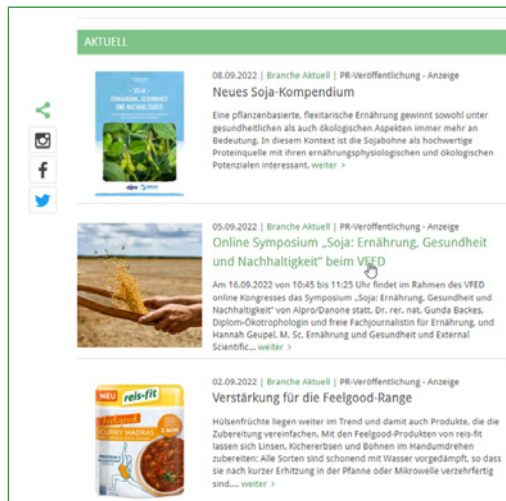 AKTUELL
08.09.2022 | Branche Aktuell | PR-Veröffentlichung - Anzeige
Neues Soja-Kompendium
- SOJA -
ERNÄHRUNG, GESUNDHEIT
UND NACHHALTIGKEIT
Eine pflanzenbasierte, flexitarische Ernährung gewinnt sowohl unter
gesundheitlichen als auch ökologischen Aspekten immer mehr an
Bedeutung. In diesem Kontext ist die Sojabohne als hochwertige
Proteinquelle mit ihren ernährungsphysiologischen und ökologischen
Potenzialen interessant. weiter >
05.09.2022 | Branche Aktuell | PR-Veröffentlichung - Anzeige
Online Symposium „Soja: Ernährung, Gesundheit
und Nachhaltigkeit“ beim VFED
Am 16.09.2022 von 10:45 bis 11:25 Uhr findet im Rahmen des VFED
online Kongresses das Symposium „Soja: Ernährung, Gesundheit und
Nachhaltigkeit“ von Alpro/Danone statt. Dr. rer. nat. Gunda Backes,
Diplom-Ökotrophologin und freie Fachjournalistin für Ernährung, und
Hannah Geupel, M. Sc. Ernährung und Gesundheit und External
Scientific... weiter >
02.09.2022 | Branche Aktuell | PR-Veröffentlichung - Anzeige
Verstärkung für die Feelgood-Range
NEU reis-fit
Feelgood
CURRY MADRAS
Hülsenfrüchte liegen weiter im Trend und damit auch Produkte, die die
Zubereitung vereinfachen. Mit den Feelgood-Produkten von reis-fit
lassen sich Linsen, Kichererbsen und Bohnen im Handumdrehen
zubereiten: Alle Sorten sind schonend mit Wasser vorgedämpft, so dass
sie nach kurzer Erhitzung in der Pfanne oder Mikrowelle verzehrfertig
sind.... weiter >